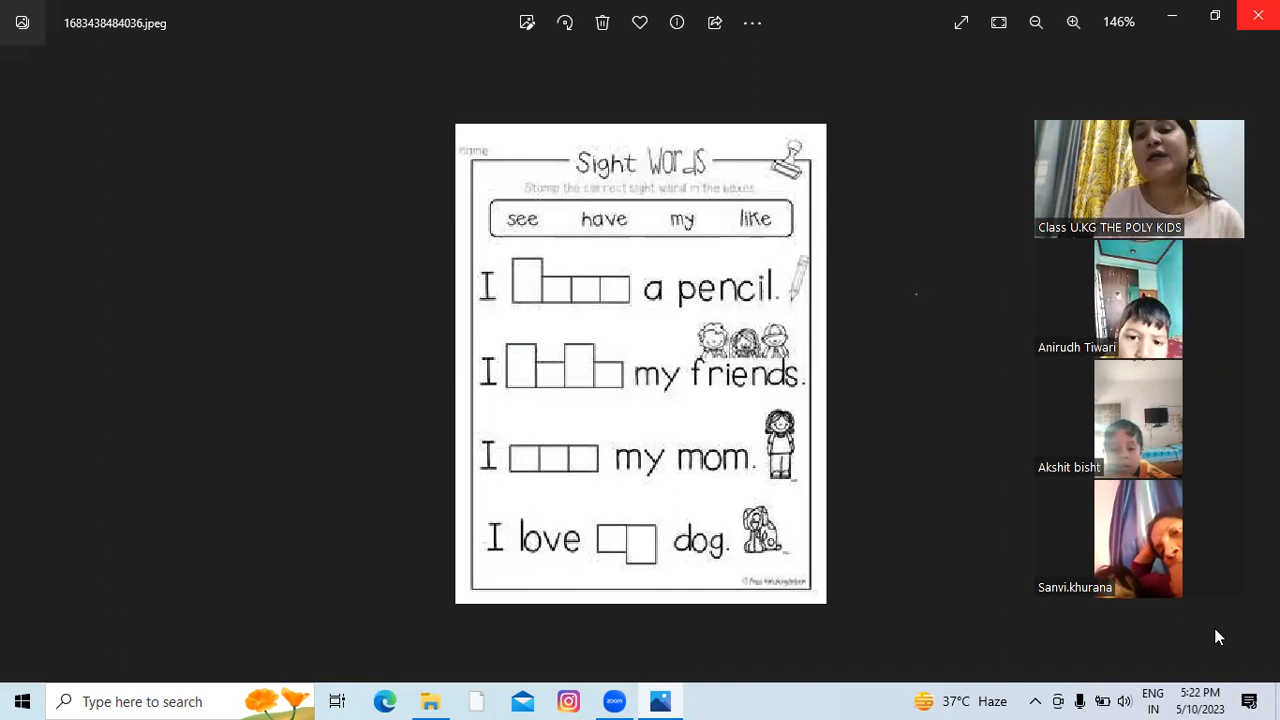 1683438484036.jpeg
146%
name
Sight Words
Stamp the correct sight word in the boxes.
see have my like
I a pencil.
I my friends.
I my mom.
I love dog.
Class U.KG THE POLY KIDS
Anirudh Tiwari
Akshit bisht
Sanvi.khurana
Type here to search
zoom
37°C Haze
ENG
IN
5:22 PM
5/10/2023